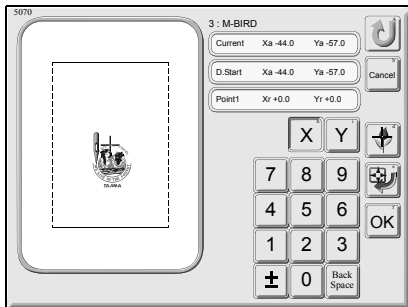 5070
3 : M-BIRD
Current Xa -44.0 Ya -57.0
D.Start Xa -44.0 Ya -57.0
Cancel
Point1 Xr +0.0 Yr +0.0
X Y
7 8 9
4 5 6
OK
1 2 3
± 0 Back
Space
TAJIMA